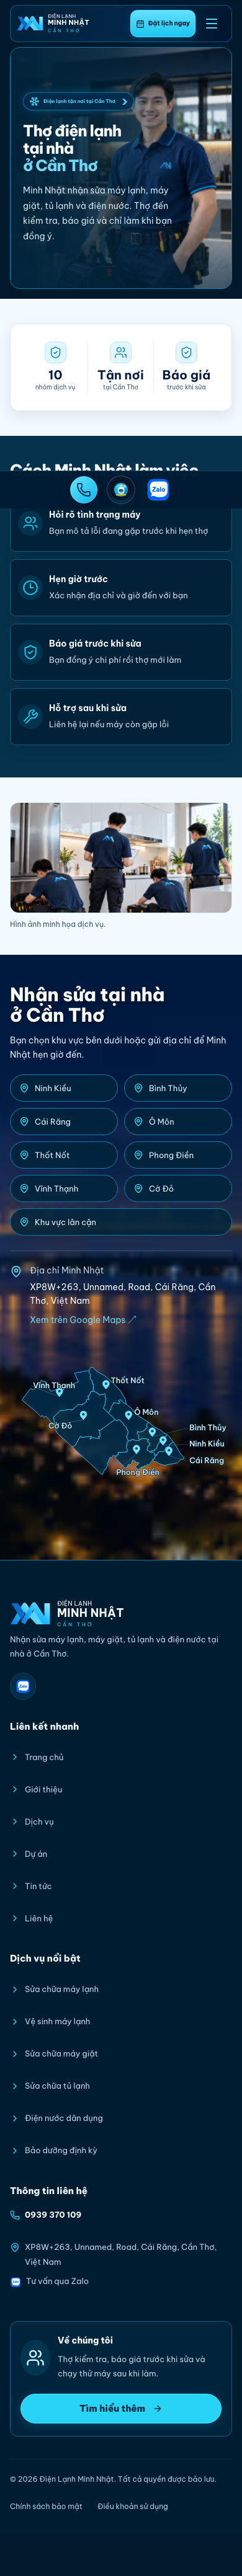 ĐIỆN LẠNH
MINH NHẬT
CẦN THƠ
Đặt lịch ngay
Điện lạnh tận nơi tại Cần Thơ
Thợ điện lạnh
tại nhà
ở Cần Thơ
Minh Nhật nhận sửa máy lạnh, máy
giặt, tủ lạnh và điện nước. Thợ đến
kiểm tra, báo giá và chỉ làm khi bạn
đồng ý.
10
nhóm dịch vụ
Tận nơi
tại Cần Thơ
Báo giá
trước khi sửa
Cách Minh Nhật làm việc
Zalo
Hỏi rõ tình trạng máy
Bạn mô tả lỗi đang gặp trước khi hẹn thợ
Hẹn giờ trước
Xác nhận địa chỉ và giờ đến với bạn
Báo giá trước khi sửa
Bạn đồng ý chi phí rồi thợ mới làm
Hỗ trợ sau khi sửa
Liên hệ lại nếu máy còn gặp lỗi
Hình ảnh minh họa dịch vụ.
Nhận sửa tại nhà
ở Cần Thơ
Bạn chọn khu vực bên dưới hoặc gửi địa chỉ để Minh
Nhật hẹn giờ đến.
Ninh Kiều
Bình Thủy
Cái Răng
Ô Môn
Thốt Nốt
Phong Điền
Vĩnh Thạnh
Cờ Đỏ
Khu vực lân cận
Địa chỉ Minh Nhật
XP8W+263, Unnamed, Road, Cái Răng, Cần
Thơ, Việt Nam
Xem trên Google Maps ↗
Thốt Nốt
Vĩnh Thạnh
Ô Môn
Cờ Đỏ
Bình Thủy
Ninh Kiều
Cái Răng
Phong Điền
ĐIỆN LẠNH
MINH NHẬT
CẦN THƠ
Nhận sửa máy lạnh, máy giặt, tủ lạnh và điện nước tại
nhà ở Cần Thơ.
Zalo
Liên kết nhanh
Trang chủ
Giới thiệu
Dịch vụ
Dự án
Tin tức
Liên hệ
Dịch vụ nổi bật
Sửa chữa máy lạnh
Vệ sinh máy lạnh
Sửa chữa máy giặt
Sửa chữa tủ lạnh
Điện nước dân dụng
Bảo dưỡng định kỳ
Thông tin liên hệ
0939 370 109
XP8W+263, Unnamed, Road, Cái Răng, Cần Thơ,
Việt Nam
Tư vấn qua Zalo
Về chúng tôi
Thợ kiểm tra, báo giá trước khi sửa và
chạy thử máy sau khi làm.
Tìm hiểu thêm →
© 2026 Điện Lạnh Minh Nhật. Tất cả quyền được bảo lưu.
Chính sách bảo mật
Điều khoản sử dụng